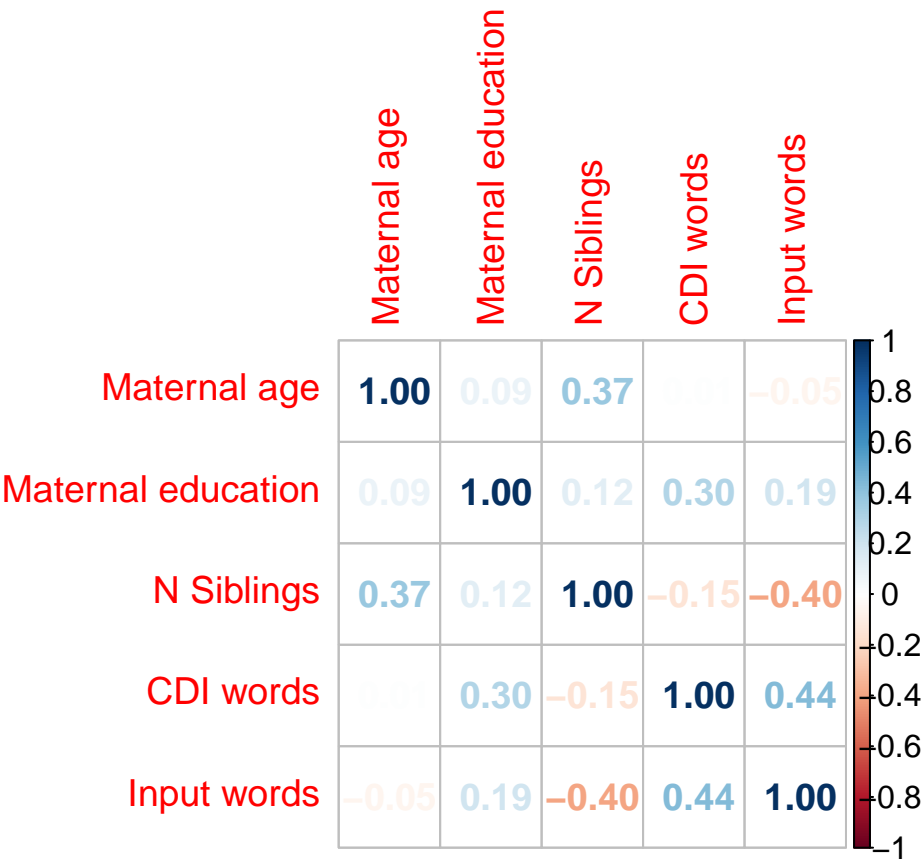 Maternal age
Maternal education
N Siblings
CDI words
Input words
Maternal age 1.00 0.09 0.37 −0.05
Maternal education 0.09 1.00 0.12 0.30 0.19
N Siblings 0.37 0.12 1.00 −0.15 −0.40
CDI words 0.30 −0.15 1.00 0.44
Input words −0.05 0.19 −0.40 0.44 1.00
1
0.8
0.6
0.4
0.2
0
−0.2
−0.4
−0.6
−0.8
−1